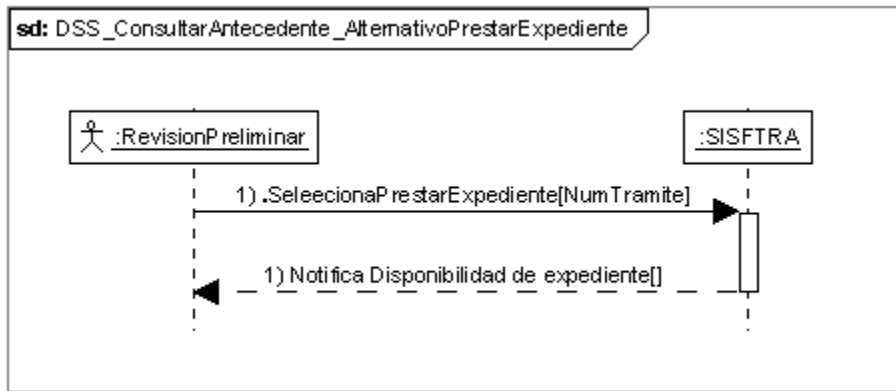 sd: DSS_ConsultarAntecedente_AlternativoPrestarExpediente
:RevisionPreliminar
:SISFTRA
1) .SeleecionaPrestarExpediente[NumTramite]
1) Notifica Disponibilidad de expediente[]